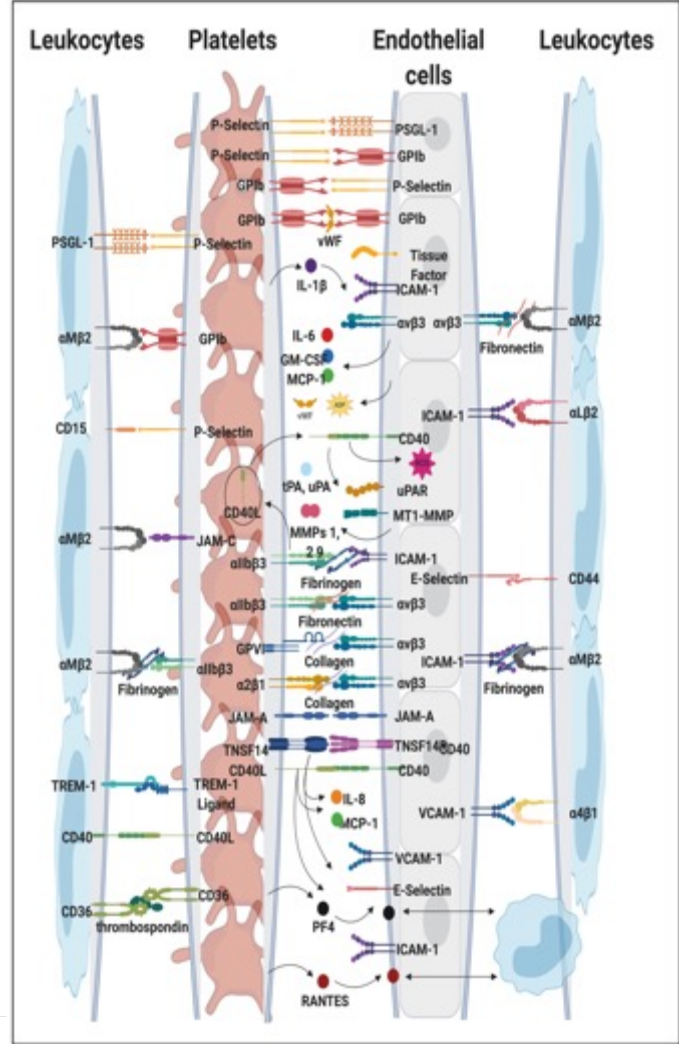 Leukocytes Platelets Endothelial cells Leukocytes
P-Selectin PSGL-1
P-Selectin GPIb
GPIb P-Selectin
GPIb vWF GPIb
PSGL-1 P-Selectin
Tissue
Factor
IL-1β ICAM-1
αvβ3 αvβ3 Fibronectin αMβ2
αMβ2 GPIb
IL-6
GM-CSF
MCP-1
vWF
ADP
ICAM-1 αLβ2
CD15 P-Selectin
CD40
tPA, uPA uPAR
CD40L
MT1-MMP
MMPs 1,
2 9
αMβ2 JAM-C
αIIbβ3 Fibrinogen ICAM-1
E-Selectin CD44
αIIbβ3 Fibronectin αvβ3
GPVI Collagen αvβ3
αMβ2 Fibrinogen αIIbβ3
ICAM-1 Fibrinogen αMβ2
α2β1 Collagen αvβ3
JAM-A JAM-A
TNSF14 TNSF14R CD40
CD40L CD40
TREM-1 TREM-1
Ligand
IL-8
MCP-1
VCAM-1 α4β1
CD40 CD40L
VCAM-1
E-Selectin
CD36 thrombospondin CD36
PF4
ICAM-1
RANTES